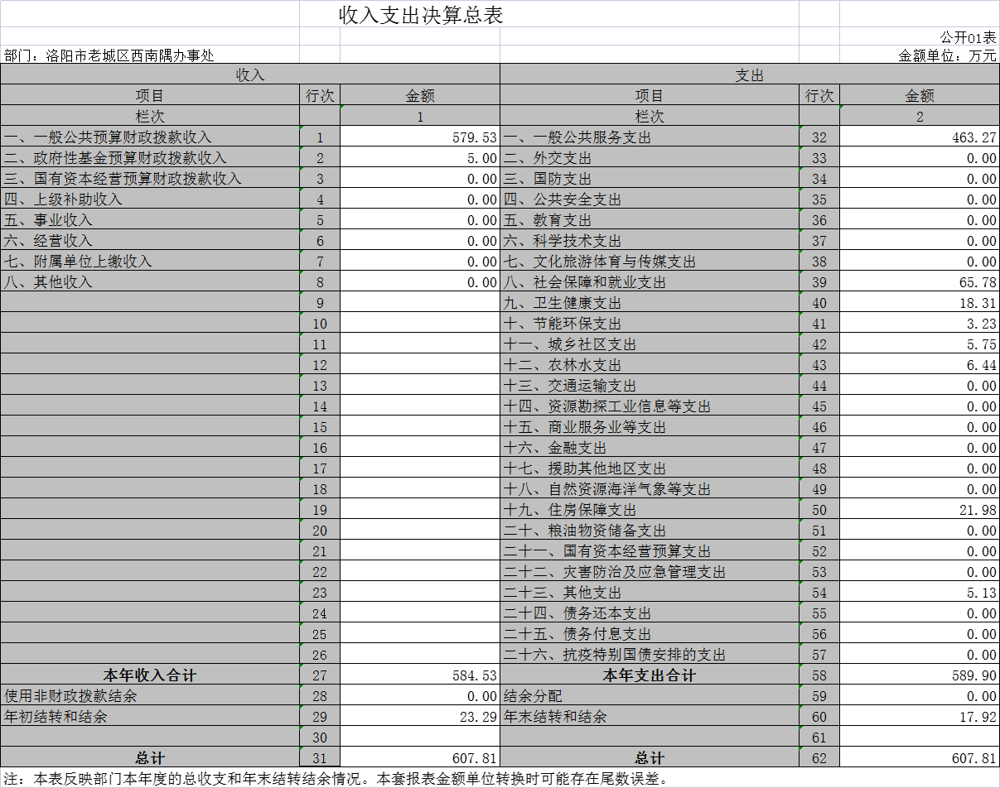 收入支出决算总表
公开01表
部门：洛阳市老城区西南隅办事处 金额单位：万元
收入 支出
项目 行次 金额 项目 行次 金额
栏次 1 栏次 2
一、一般公共预算财政拨款收入 1 579.53 一、一般公共服务支出 32 463.27
二、政府性基金预算财政拨款收入 2 5.00 二、外交支出 33 0.00
三、国有资本经营预算财政拨款收入 3 0.00 三、国防支出 34 0.00
四、上级补助收入 4 0.00 四、公共安全支出 35 0.00
五、事业收入 5 0.00 五、教育支出 36 0.00
六、经营收入 6 0.00 六、科学技术支出 37 0.00
七、附属单位上缴收入 7 0.00 七、文化旅游体育与传媒支出 38 0.00
八、其他收入 8 0.00 八、社会保障和就业支出 39 65.78
9 九、卫生健康支出 40 18.31
10 十、节能环保支出 41 3.23
11 十一、城乡社区支出 42 5.75
12 十二、农林水支出 43 6.44
13 十三、交通运输支出 44 0.00
14 十四、资源勘探工业信息等支出 45 0.00
15 十五、商业服务业等支出 46 0.00
16 十六、金融支出 47 0.00
17 十七、援助其他地区支出 48 0.00
18 十八、自然资源海洋气象等支出 49 0.00
19 十九、住房保障支出 50 21.98
20 二十、粮油物资储备支出 51 0.00
21 二十一、国有资本经营预算支出 52 0.00
22 二十二、灾害防治及应急管理支出 53 0.00
23 二十三、其他支出 54 5.13
24 二十四、债务还本支出 55 0.00
25 二十五、债务付息支出 56 0.00
26 二十六、抗疫特别国债安排的支出 57 0.00
本年收入合计 27 584.53 本年支出合计 58 589.90
使用非财政拨款结余 28 0.00 结余分配 59 0.00
年初结转和结余 29 23.29 年末结转和结余 60 17.92
30 61
总计 31 607.81 总计 62 607.81
注：本表反映部门本年度的总收支和年末结转结余情况。本套报表金额单位转换时可能存在尾数误差。